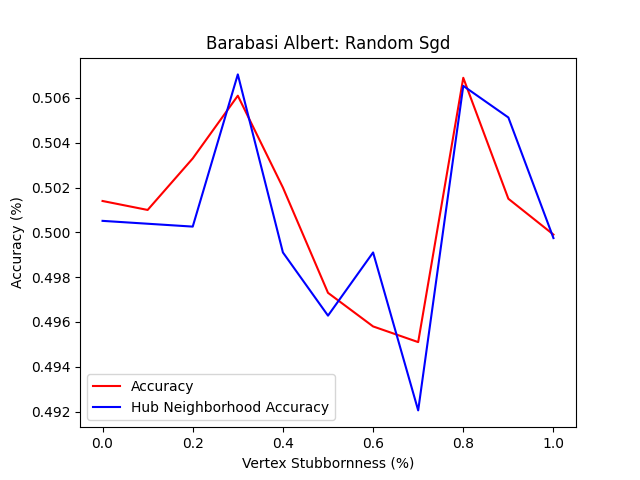 Barabasi Albert: Random Sgd
Accuracy (%)
0.506
0.504
0.502
0.500
0.498
0.496
0.494
0.492
Accuracy
Hub Neighborhood Accuracy
0.0 0.2 0.4 0.6 0.8 1.0
Vertex Stubbornness (%)